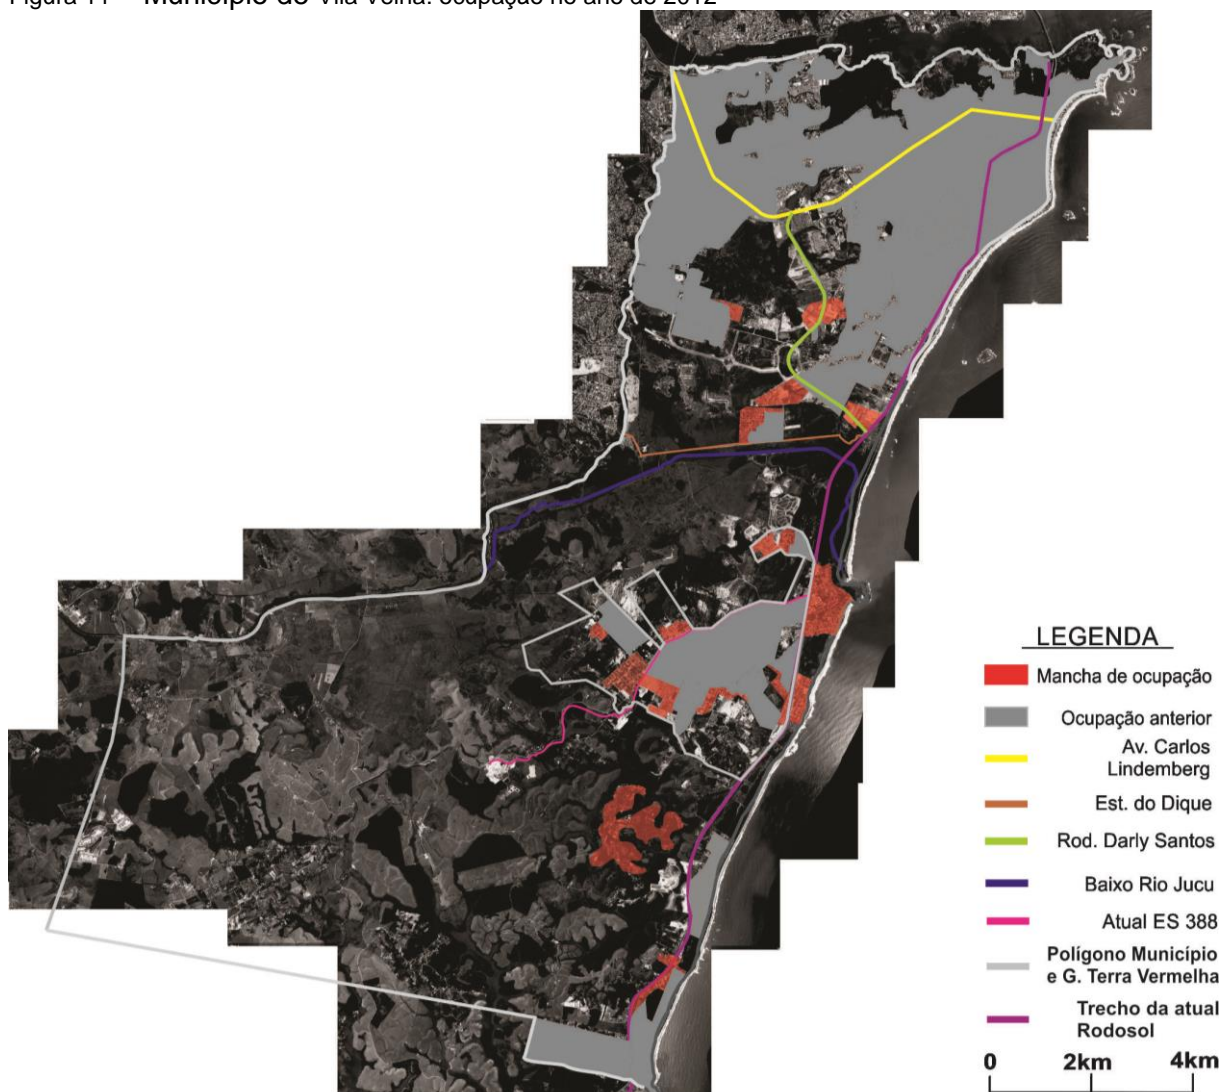 Figura 11 – Município de Vila Velha: ocupação no ano de 2012
LEGENDA
Mancha de ocupação
Ocupação anterior
Av. Carlos
Lindemberg
Est. do Dique
Rod. Darly Santos
Baixo Rio Jucu
Atual ES 388
Polígono Município
e G. Terra Vermelha
Trecho da atual
Rodosol
0 2km 4km